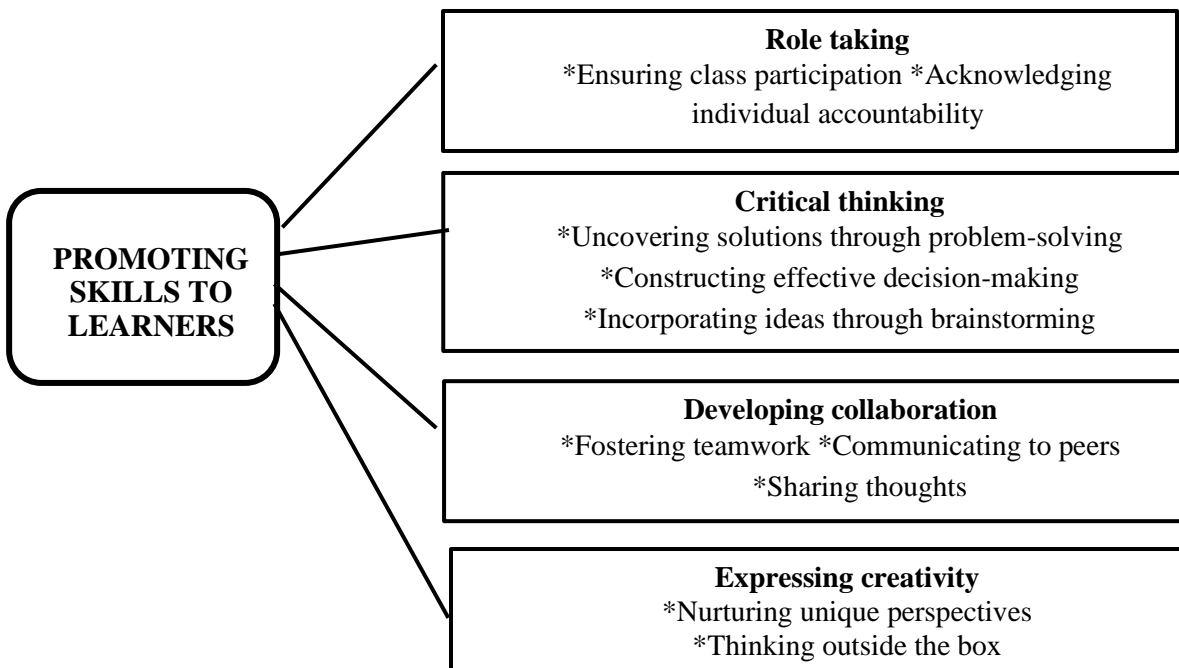 Role taking
*Ensuring class participation *Acknowledging
individual accountability
PROMOTING
SKILLS TO
LEARNERS
Critical thinking
*Uncovering solutions through problem-solving
*Constructing effective decision-making
*Incorporating ideas through brainstorming
Developing collaboration
*Fostering teamwork *Communicating to peers
*Sharing thoughts
Expressing creativity
*Nurturing unique perspectives
*Thinking outside the box